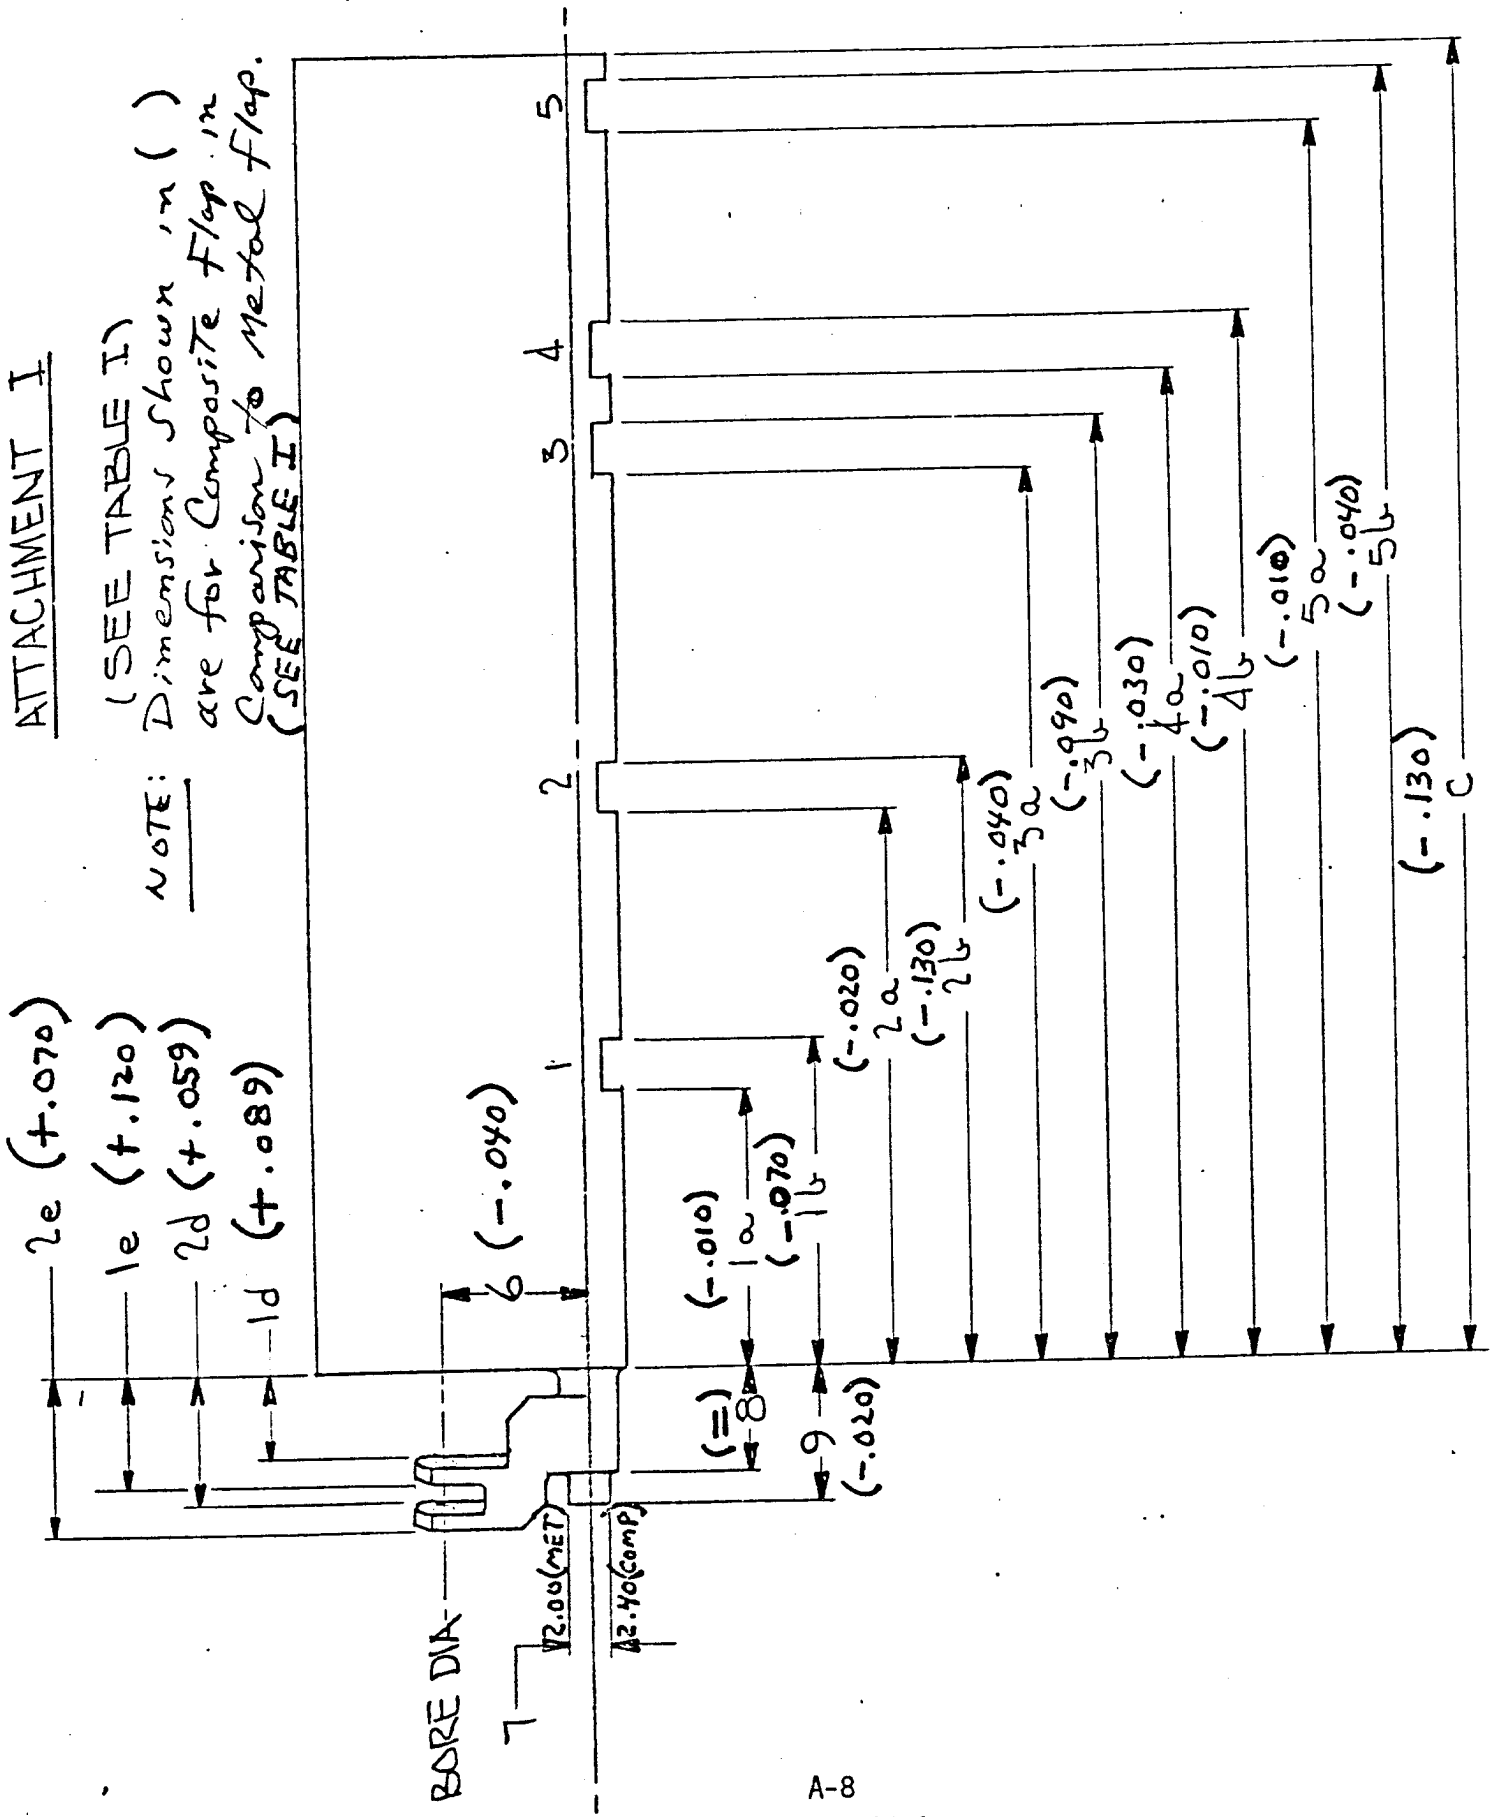 ATTACHMENT I
(SEE TABLE I)
NOTE: Dimensions Shown in ( )
are for Composite Flap in
Comparison to Metal Flap.
(SEE TABLE I)
2e (+.070)
1e (+.120)
2d (+.059)
1d (+.089)
6 (-.040)
BORE DIA
7
2.00(MET)
2.40(COMP)
1
2
3
4
5
(=)
8
9
(-.020)
(-.010)
1a
(-.070)
1b
(-.020)
2a
(-.130)
2b
(-.040)
3a
(-.090)
3b
(-.030)
4a
(-.010)
4b
(-.010)
5a
(-.040)
5b
(-.130)
C
A-8